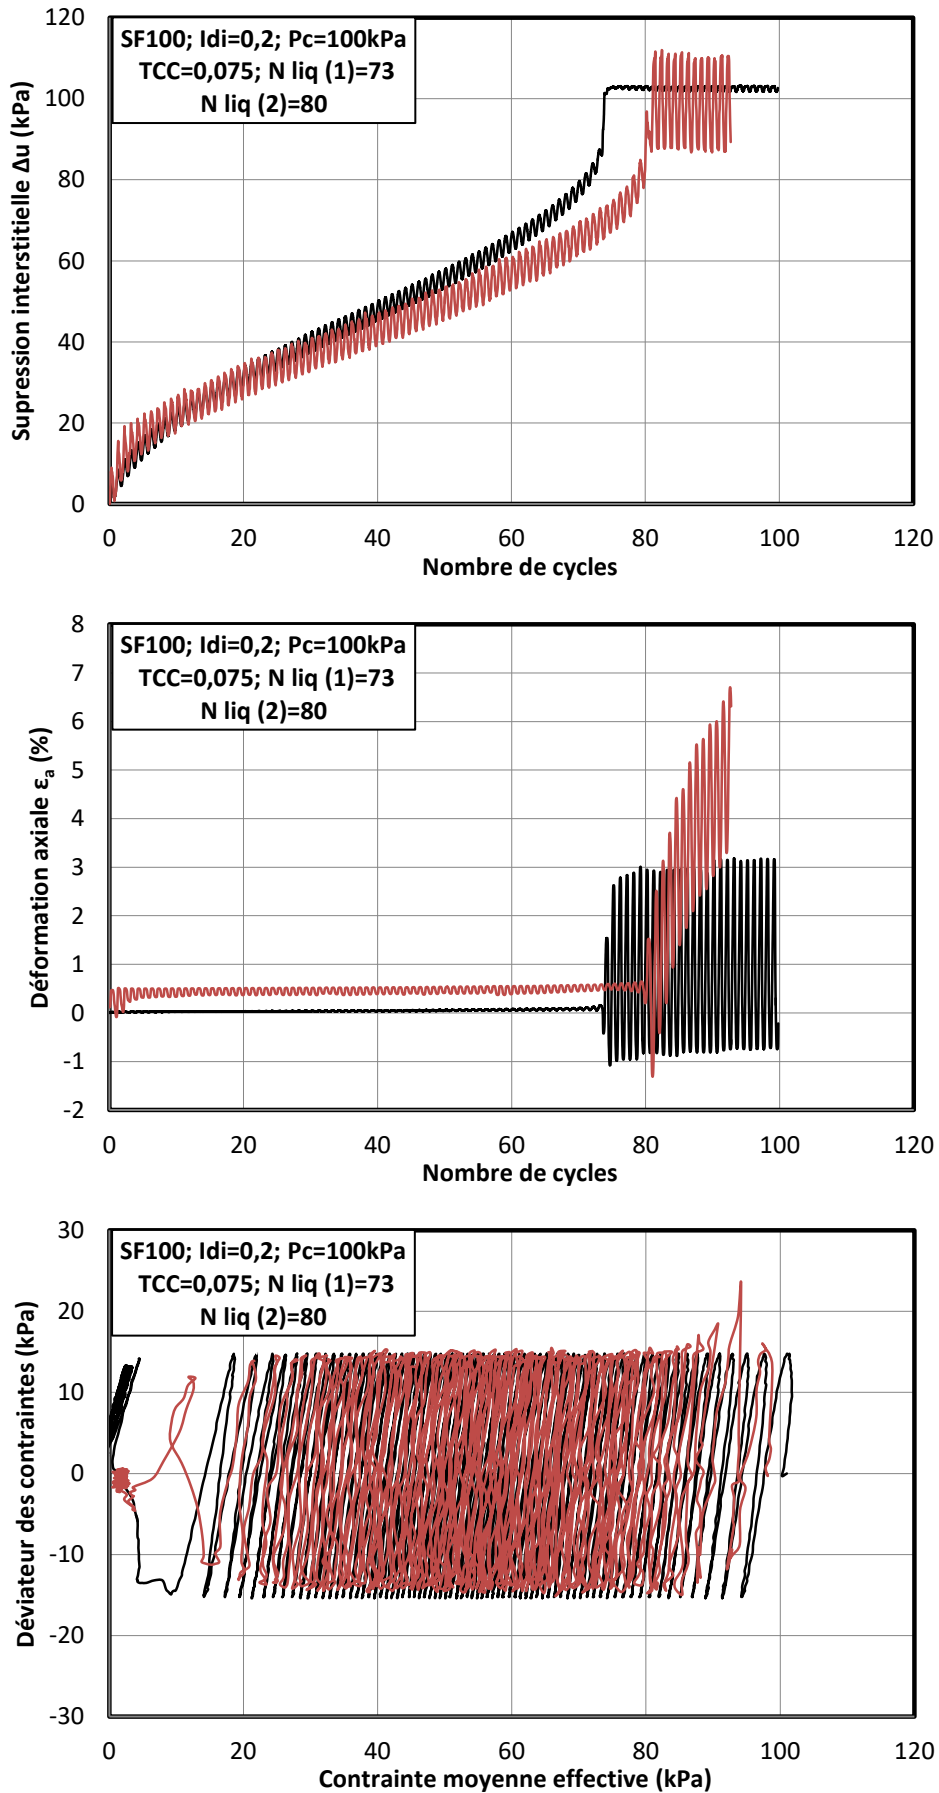 120
100
80
60
40
20
0
Supression interstitielle Δu (kPa)
SF100; Idi=0,2; Pc=100kPa
TCC=0,075; N liq (1)=73
N liq (2)=80
0 20 40 60 80 100 120
Nombre de cycles
8
7
6
5
4
3
2
1
0
-1
-2
Déformation axiale εa (%)
SF100; Idi=0,2; Pc=100kPa
TCC=0,075; N liq (1)=73
N liq (2)=80
0 20 40 60 80 100 120
Nombre de cycles
30
20
10
0
-10
-20
-30
Déviateur des contraintes (kPa)
SF100; Idi=0,2; Pc=100kPa
TCC=0,075; N liq (1)=73
N liq (2)=80
0 20 40 60 80 100 120
Contrainte moyenne effective (kPa)